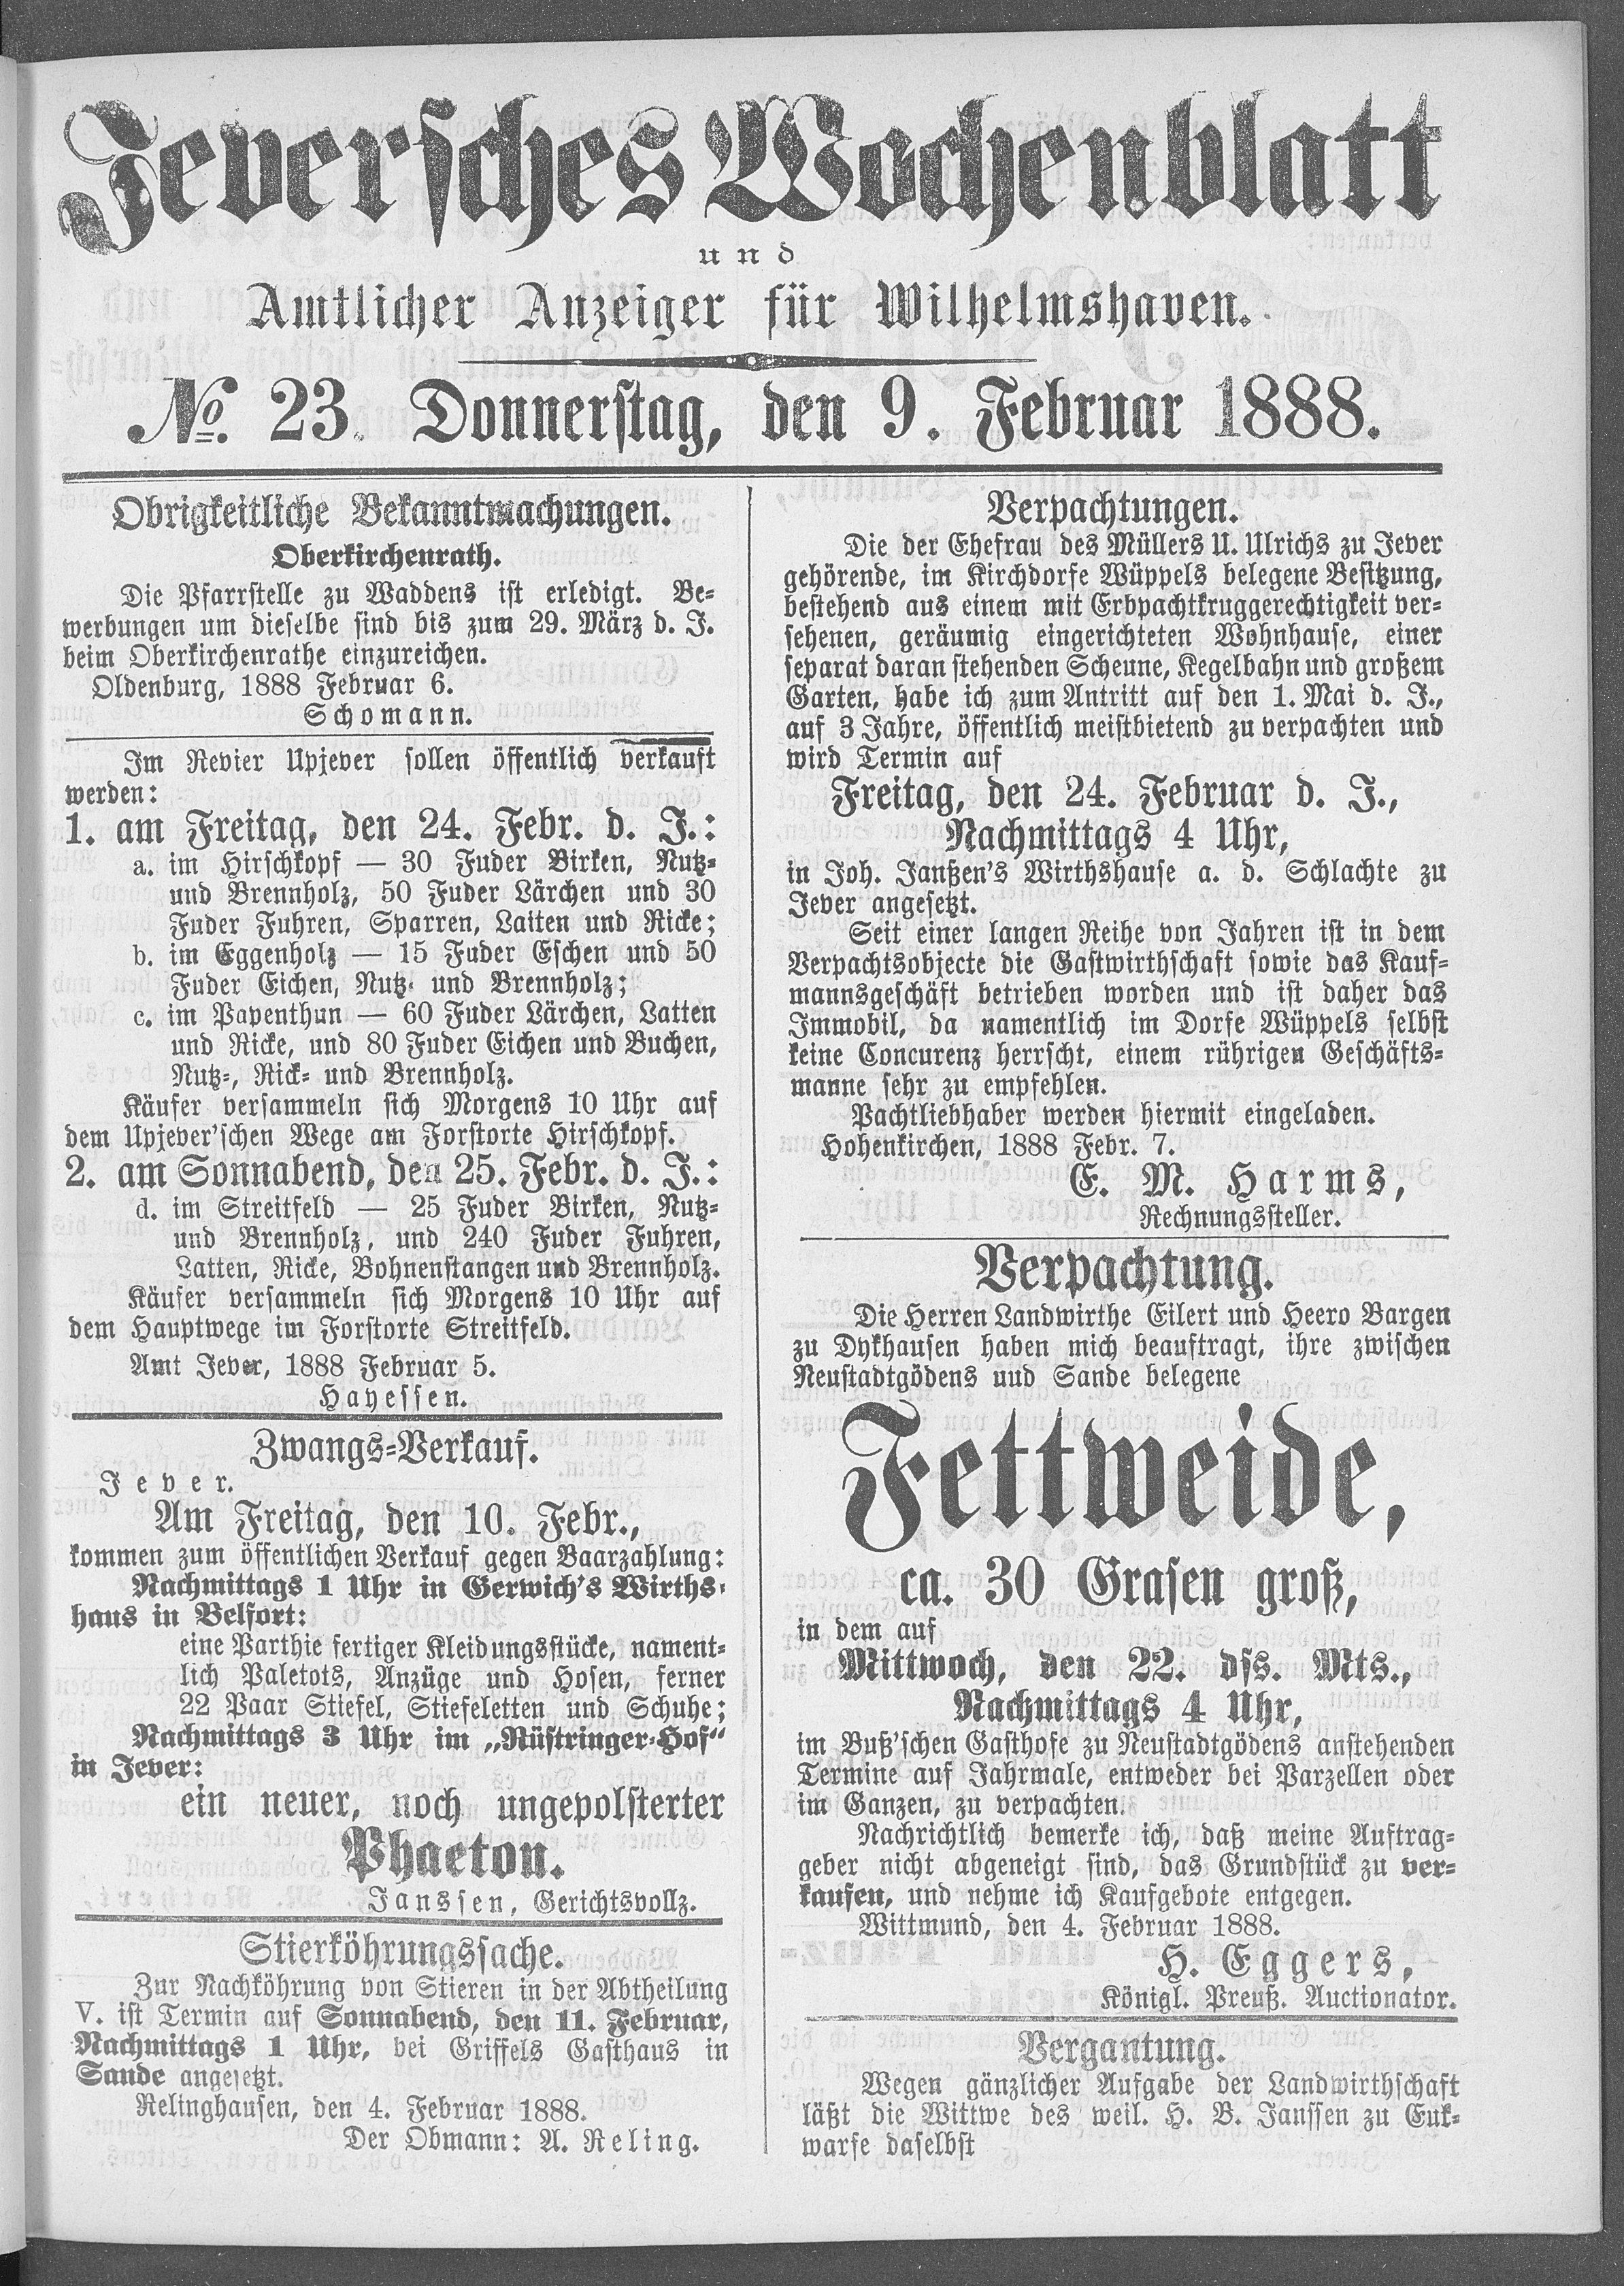 Jeversches Wochenblatt
und
Amtlicher Anzeiger für Wilhelmshaven.
№. 23. Donnerstag, den 9. Februar 1888.
Obrigkeitliche Bekanntmachungen.
Oberkirchenrath.
Die Pfarrstelle zu Waddens ist erledigt. Be-
werbungen um dieselbe sind bis zum 29. März d. J.
beim Oberkirchenrathe einzureichen.
Oldenburg, 1888 Februar 6.
Schomann.
Im Revier Upjever sollen öffentlich verkauft
werden:
1. am Freitag, den 24. Febr. d. J.:
a. im Hirschkopf — 30 Fuder Birken, Nutz-
und Brennholz, 50 Fuder Lärchen und 30
Fuder Fuhren, Sparren, Laiten und Ricke;
b. im Eggenholz — 15 Fuder Eschen und 50
Fuder Eichen, Nutz- und Brennholz;
c. im Papenthun — 60 Fuder Lärchen, Latten
und Ricke, und 80 Fuder Eichen und Buchen,
Nutz-, Rick- und Brennholz.
Käufer versammeln sich Morgens 10 Uhr auf
dem Upjever'schen Wege am Forstorte Hirschkopf.
2. am Sonnabend, den 25. Febr. d. J.:
d. im Streitfeld — 25 Fuder Birken, Nutz-
und Brennholz, und 240 Fuder Fuhren,
Latten, Ricke, Bohnenstangen und Brennholz.
Käufer versammeln sich Morgens 10 Uhr auf
dem Hauptwege im Forstorte Streitfeld.
Amt Jever, 1888 Februar 5.
Hayessen.
Zwangs-Verkauf.
Jever.
Am Freitag, den 10. Febr.,
kommen zum öffentlichen Verkauf gegen Baarzahlung:
Nachmittags 1 Uhr in Gerwich's Wirths-
haus in Belfort:
eine Parthie fertiger Kleidungsstücke, nament-
lich Paletots, Anzüge und Hosen, ferner
22 Paar Stiefel, Stiefeletten und Schuhe;
Nachmittags 3 Uhr im „Rüstringer-Hof“
in Jever:
ein neuer, noch ungepolsterter
Phaeton.
Janssen, Gerichtsvollz.
Stierköhrungssache.
Zur Nachköhrung von Stieren in der Abtheilung
V. ist Termin auf Sonnabend, den 11. Februar,
Nachmittags 1 Uhr, bei Griffels Gasthaus in
Sande angesetzt.
Relinghausen, den 4. Februar 1888.
Der Obmann: A. Reling.
Verpachtungen.
Die der Ehefrau des Müllers U. Ulrichs zu Jever
gehörende, im Kirchdorfe Wüppels belegene Besitzung,
bestehend aus einem mit Erbpachtkruggerechtigkeit ver-
sehenen, geräumig eingerichteten Wohnhause, einer
separat daran stehenden Scheune, Kegelbahn und großem
Garten, habe ich zum Antritt auf den 1. Mai d. J.,
auf 3 Jahre, öffentlich meistbietend zu verpachten und
wird Termin auf
Freitag, den 24. Februar d. J.,
Nachmittags 4 Uhr,
in Joh. Janßen's Wirthshause a. d. Schlachte zu
Jever angesetzt.
Seit einer langen Reihe von Jahren ist in dem
Verpachtsobjecte die Gastwirthschaft sowie das Kauf-
mannsgeschäft betrieben worden und ist daher das
Immobil, da namentlich im Dorfe Wüppels selbst
keine Concurenz herrscht, einem rührigen Geschäfts-
manne sehr zu empfehlen.
Pachtliebhaber werden hiermit eingeladen.
Hohenkirchen, 1888 Febr. 7.
E. M. Harms,
Rechnungssteller.
Verpachtung.
Die Herren Landwirthe Eilert und Heero Bargen
zu Dykhausen haben mich beauftragt, ihre zwischen
Neustadtgödens und Sande belegene
Fettweide,
ca. 30 Grasen groß,
in dem auf
Mittwoch, den 22. dss. Mts.,
Nachmittags 4 Uhr,
im Buß'schen Gasthofe zu Neustadtgödens anstehenden
Termine auf Jahrmale, entweder bei Parzellen oder
im Ganzen, zu verpachten.
Nachrichtlich bemerke ich, daß meine Auftrag-
geber nicht abgeneigt sind, das Grundstück zu ver-
kaufen, und nehme ich Kaufgebote entgegen.
Wittmund, den 4. Februar 1888.
H. Eggers,
Königl. Preuß. Auctionator.
Vergantung.
Wegen gänzlicher Aufgabe der Landwirthschaft
läßt die Wittwe des weil. H. B. Janssen zu Euk-
warfe daselbst